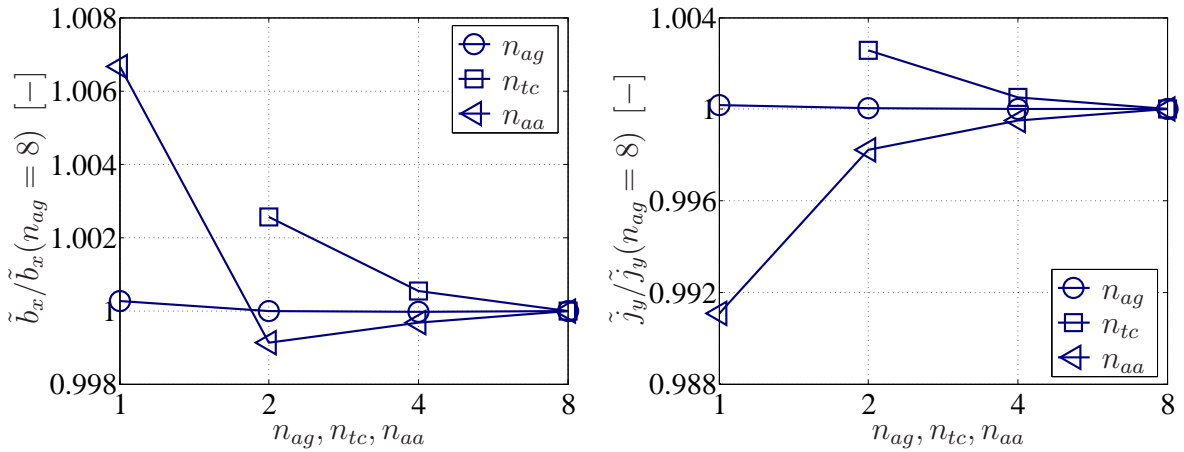 1.008
1.006
1.004
1.002
1
0.998
1
2
4
8
b̃_x/b̃_x(n_ag = 8) [−]
n_ag, n_tc, n_aa
n_ag
n_tc
n_aa
1.004
1
0.996
0.992
0.988
1
2
4
8
j̃_y/j̃_y(n_ag = 8) [−]
n_ag, n_tc, n_aa
n_ag
n_tc
n_aa